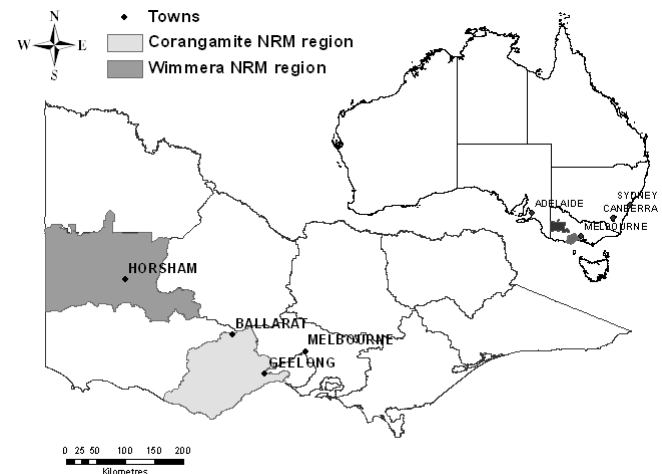 N
W E
S
Towns
Corangamite NRM region
Wimmera NRM region
SYDNEY
ADELAIDE
CANBERRA
MELBOURNE
HORSHAM
BALLARAT
MELBOURNE
GEELONG
0 25 50 100 150 200
Kilometres